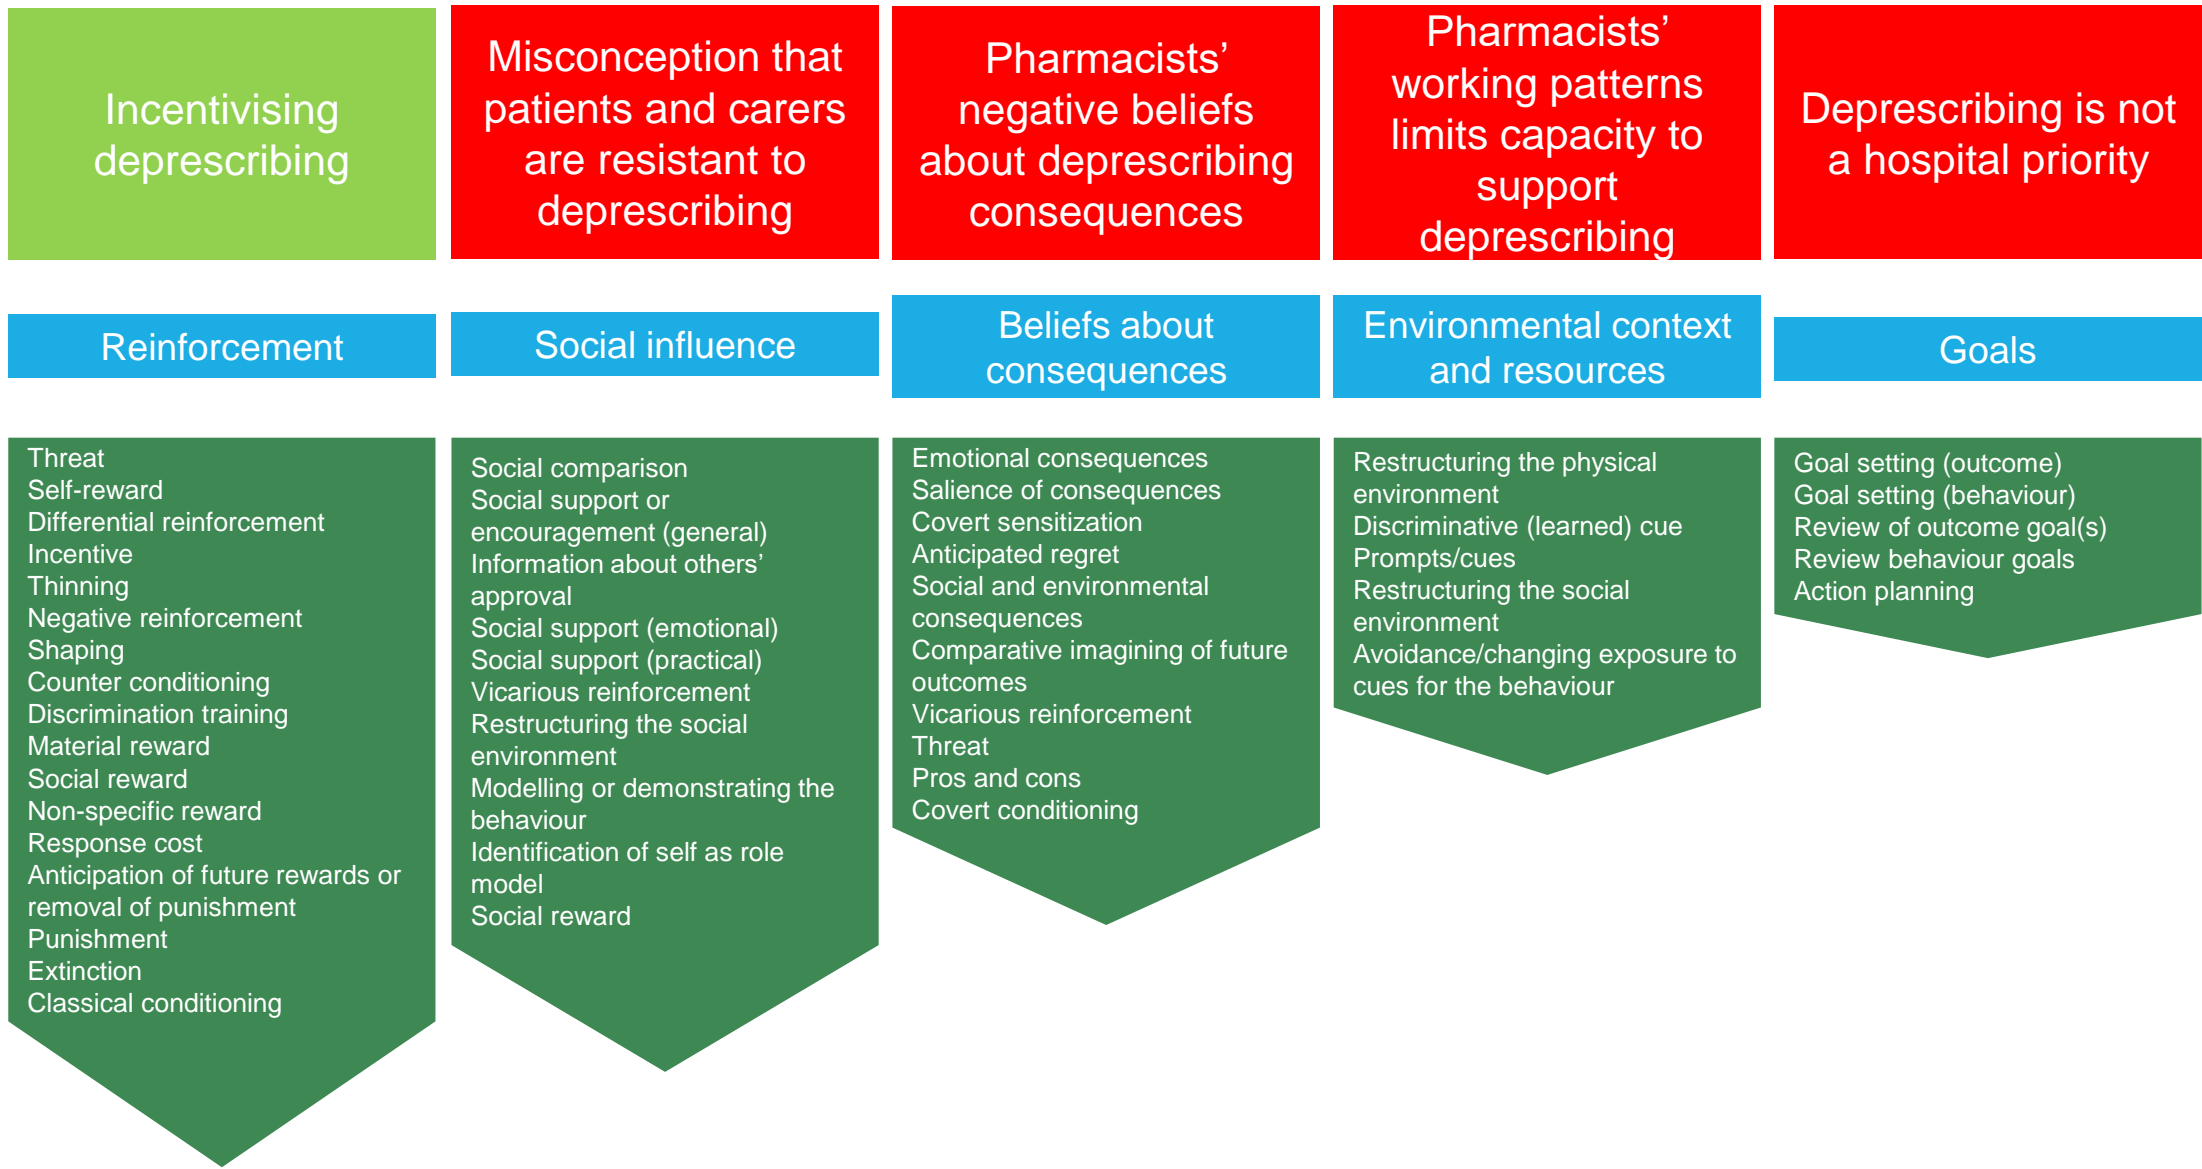 Incentivising
deprescribing
Misconception that
patients and carers
are resistant to
deprescribing
Pharmacists’
negative beliefs
about deprescribing
consequences
Pharmacists’
working patterns
limits capacity to
support
deprescribing
Deprescribing is not
a hospital priority
Reinforcement
Social influence
Beliefs about
consequences
Environmental context
and resources
Goals
Threat
Self-reward
Differential reinforcement
Incentive
Thinning
Negative reinforcement
Shaping
Counter conditioning
Discrimination training
Material reward
Social reward
Non-specific reward
Response cost
Anticipation of future rewards or
removal of punishment
Punishment
Extinction
Classical conditioning
Social comparison
Social support or
encouragement (general)
Information about others’
approval
Social support (emotional)
Social support (practical)
Vicarious reinforcement
Restructuring the social
environment
Modelling or demonstrating the
behaviour
Identification of self as role
model
Social reward
Emotional consequences
Salience of consequences
Covert sensitization
Anticipated regret
Social and environmental
consequences
Comparative imagining of future
outcomes
Vicarious reinforcement
Threat
Pros and cons
Covert conditioning
Restructuring the physical
environment
Discriminative (learned) cue
Prompts/cues
Restructuring the social
environment
Avoidance/changing exposure to
cues for the behaviour
Goal setting (outcome)
Goal setting (behaviour)
Review of outcome goal(s)
Review behaviour goals
Action planning